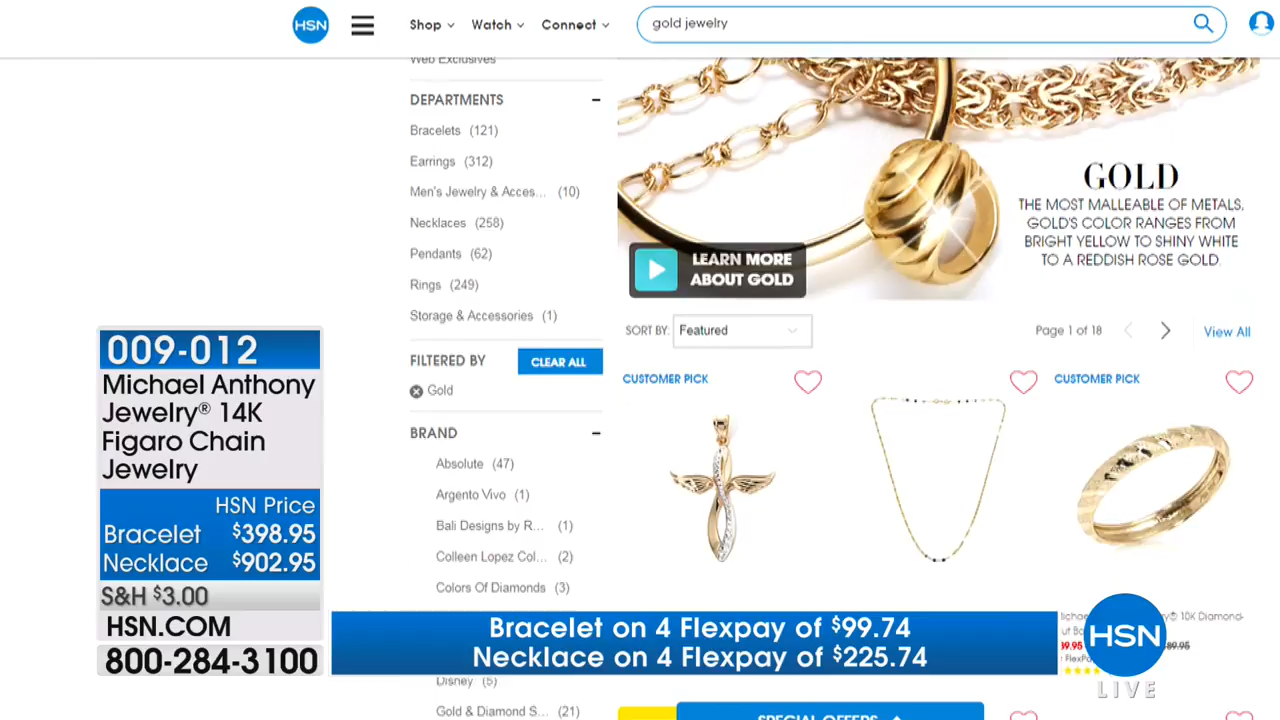 HSN
Shop
Watch
Connect
gold jewelry
Web Exclusives
DEPARTMENTS
Bracelets (121)
Earrings (312)
Men's Jewelry & Acces... (10)
Necklaces (258)
Pendants (62)
Rings (249)
Storage & Accessories (1)
FILTERED BY
CLEAR ALL
Gold
BRAND
Absolute (47)
Argento Vivo (1)
Bali Designs by R... (1)
Colleen Lopez Col... (2)
Colors Of Diamonds (3)
Disney (5)
Gold & Diamond S... (21)
LEARN MORE
ABOUT GOLD
GOLD
THE MOST MALLEABLE OF METALS,
GOLD'S COLOR RANGES FROM
BRIGHT YELLOW TO SHINY WHITE
TO A REDDISH ROSE GOLD.
SORT BY: Featured
Page 1 of 18
View All
CUSTOMER PICK
CUSTOMER PICK
® 10K Diamond-
89.95
SPECIAL OFFERS
009-012
Michael Anthony
Jewelry® 14K
Figaro Chain
Jewelry
HSN Price
Bracelet $398.95
Necklace $902.95
S&H $3.00
HSN.COM
800-284-3100
Bracelet on 4 Flexpay of $99.74
Necklace on 4 Flexpay of $225.74
HSN
LIVE